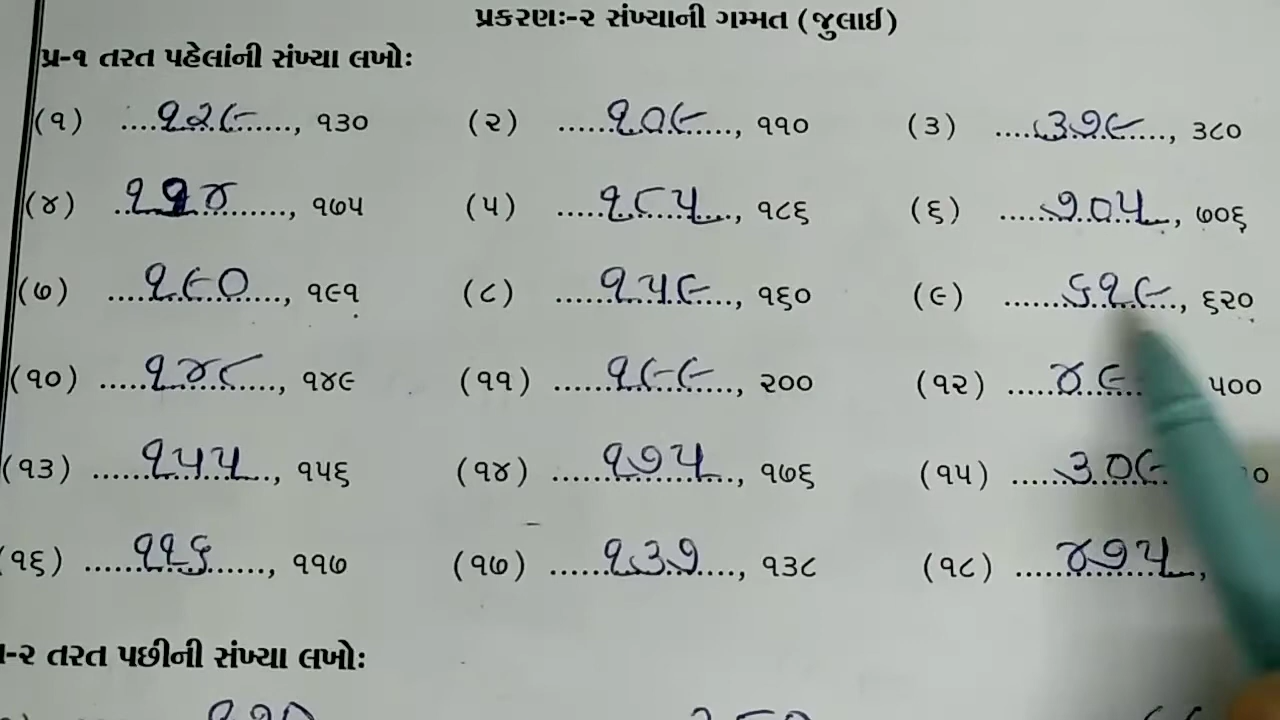 પ્રકરણઃ-૨ સંખ્યાની ગમ્મત (જુલાઈ)
પ્ર-૧ તરત પહેલાંની સંખ્યા લખોઃ
(૧) ....૧૨૯......, ૧૩૦ (૨) ......૧૦૯....., ૧૧૦ (૩) ....૩૭૯......, ૩૮૦
(૪) ..૧૭૪........, ૧૭૫ (૫) .....૧૮૫....., ૧૮૬ (૬) .....૭૦૫....., ૭૦૬
(૭) .....૧૯૦....., ૧૯૧ (૮) .....૧૫૯....., ૧૬૦ (૯) ......૬૧૯....., ૬૨૦
(૧૦) .....૧૪૮....., ૧૪૯ (૧૧) .....૧૯૯....., ૨૦૦ (૧૨) .....૪૯ ૫૦૦
(૧૩) ......૧૫૫....., ૧૫૬ (૧૪) .....૧૭૫....., ૧૭૬ (૧૫) .....૩૦૯ ૦
(૧૬) ......૧૧૬......, ૧૧૭ (૧૭) ......૧૩૭....., ૧૩૮ (૧૮) .....૪૭૫.....,
-૨ તરત પછીની સંખ્યા લખોઃ